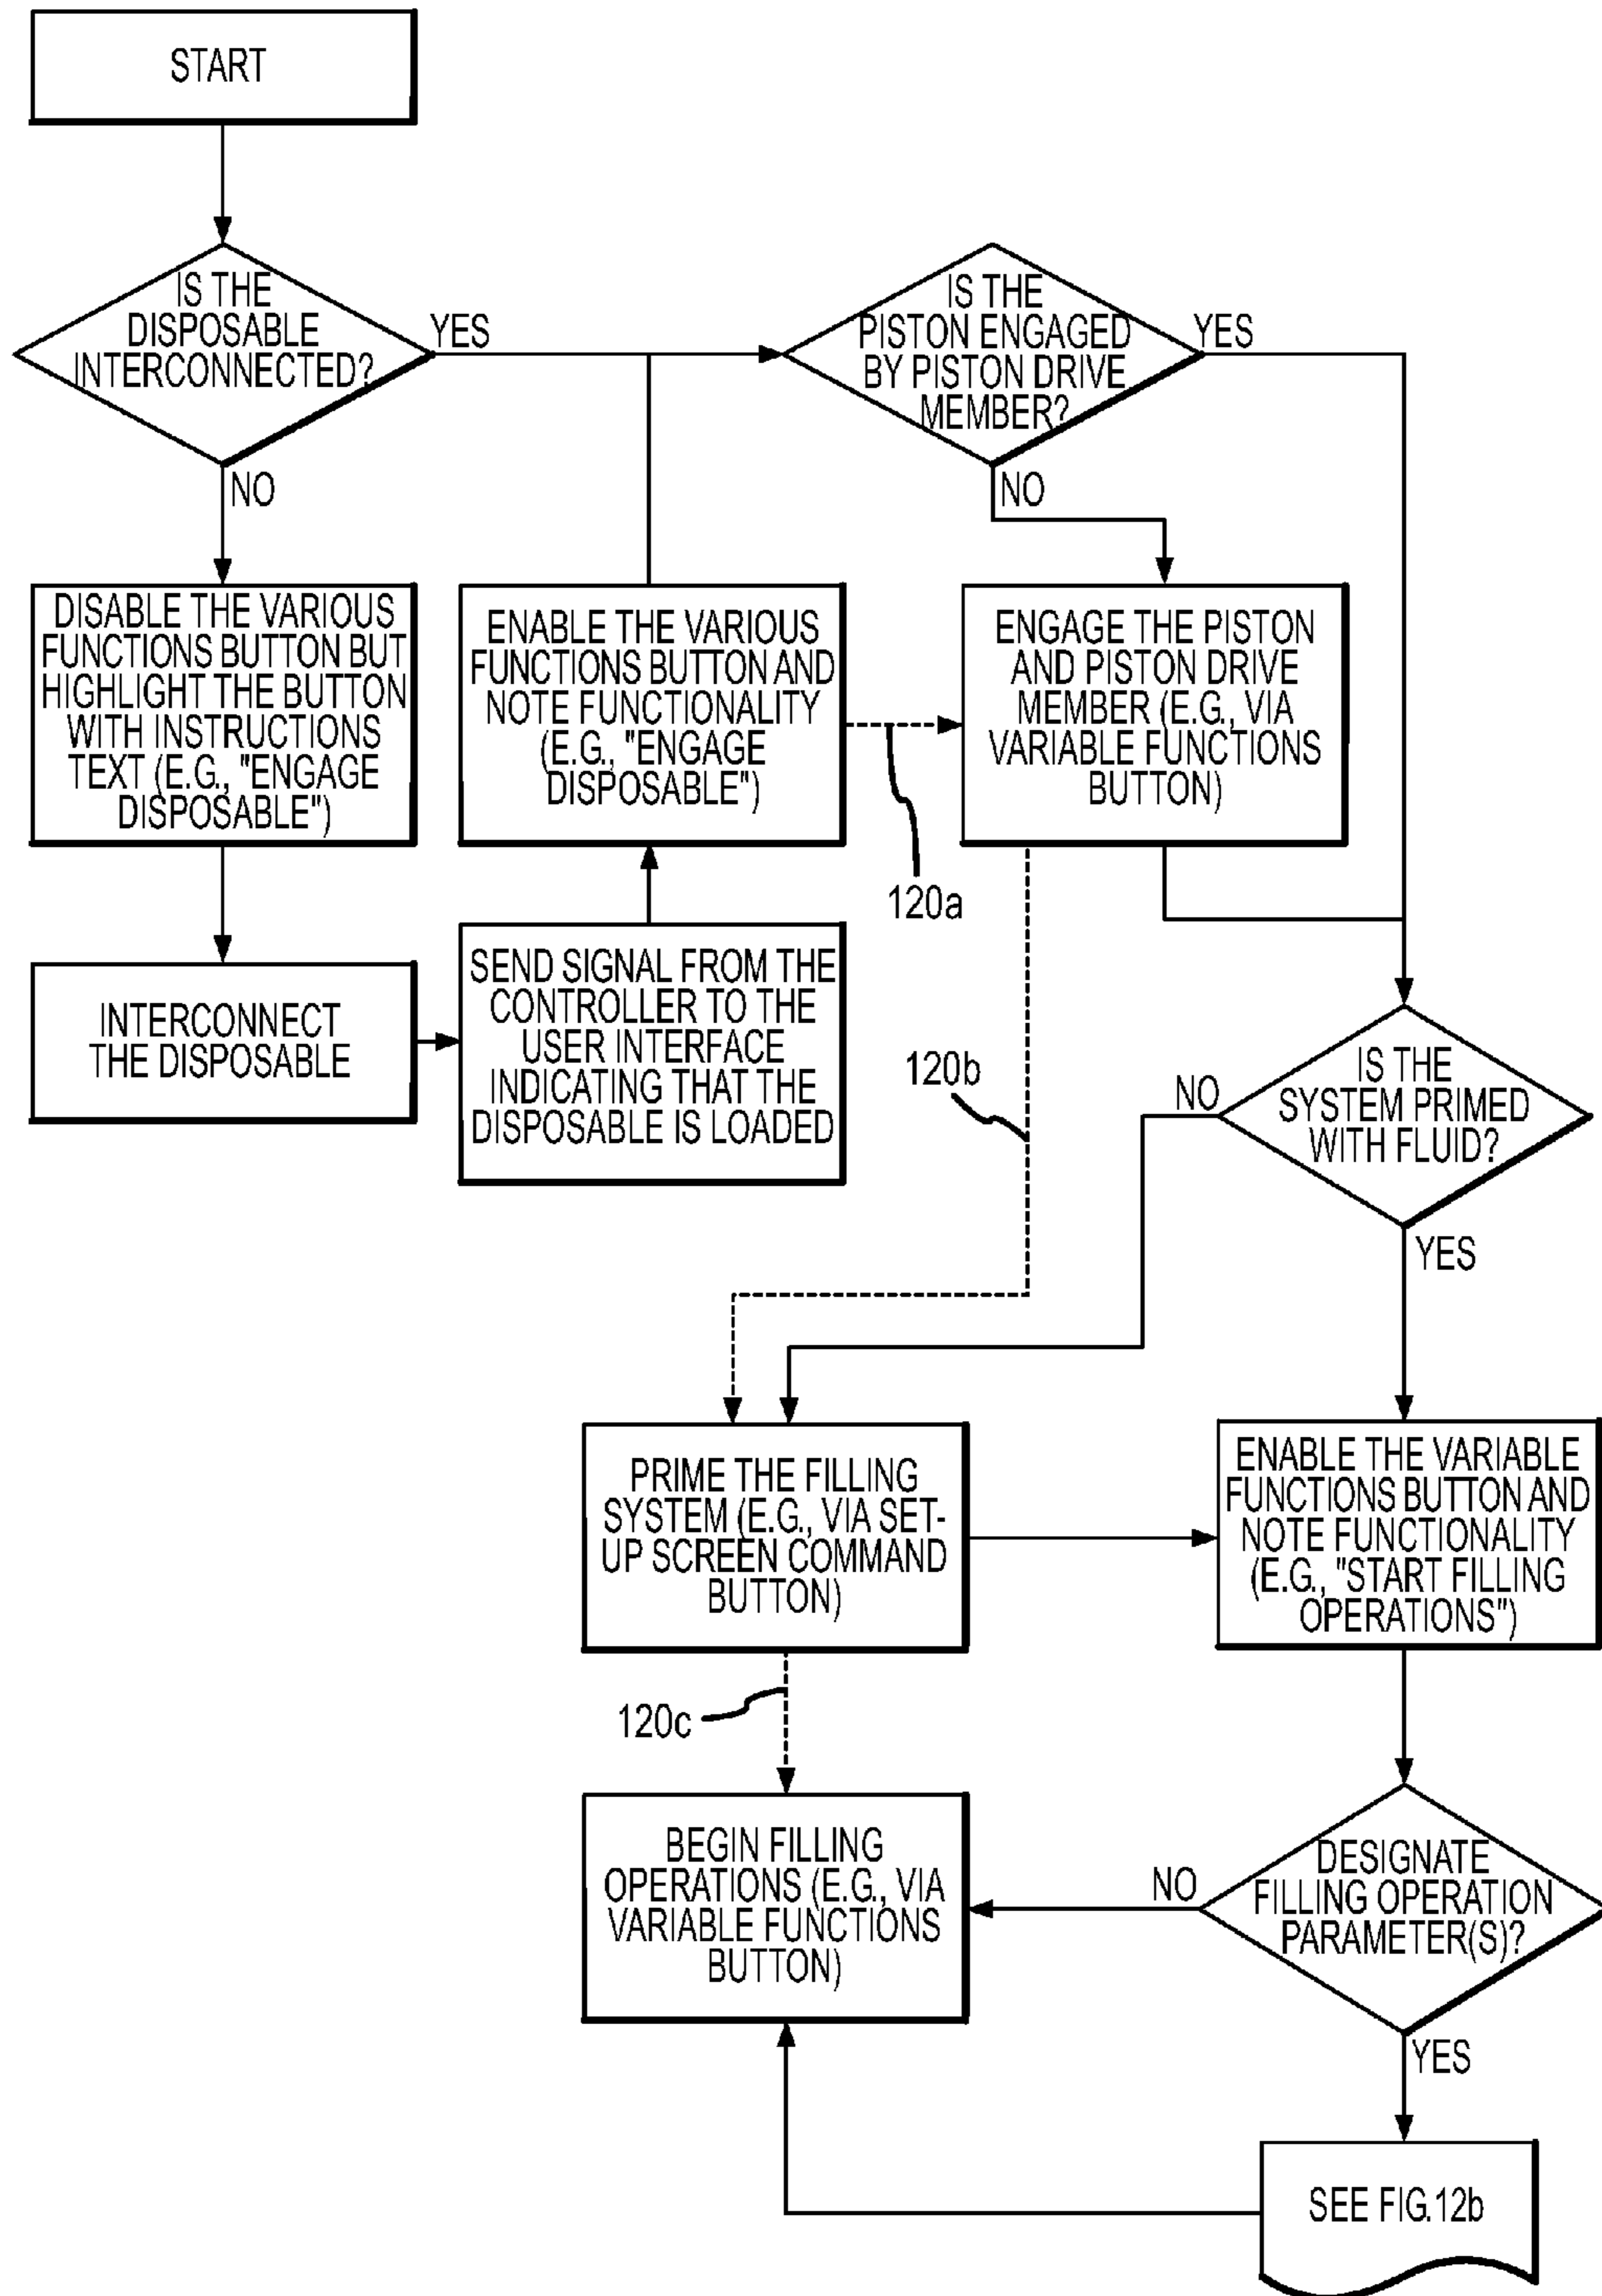 START
IS THE
DISPOSABLE
INTERCONNECTED?
YES
NO
IS THE
PISTON ENGAGED
BY PISTON DRIVE
MEMBER?
YES
NO
DISABLE THE VARIOUS
FUNCTIONS BUTTON BUT
HIGHLIGHT THE BUTTON
WITH INSTRUCTIONS
TEXT (E.G., "ENGAGE
DISPOSABLE")
ENABLE THE VARIOUS
FUNCTIONS BUTTON AND
NOTE FUNCTIONALITY
(E.G., "ENGAGE
DISPOSABLE")
ENGAGE THE PISTON
AND PISTON DRIVE
MEMBER (E.G., VIA
VARIABLE FUNCTIONS
BUTTON)
120a
INTERCONNECT
THE DISPOSABLE
SEND SIGNAL FROM THE
CONTROLLER TO THE
USER INTERFACE
INDICATING THAT THE
DISPOSABLE IS LOADED
120b
NO
IS THE
SYSTEM PRIMED
WITH FLUID?
YES
PRIME THE FILLING
SYSTEM (E.G., VIA SET-
UP SCREEN COMMAND
BUTTON)
ENABLE THE VARIABLE
FUNCTIONS BUTTON AND
NOTE FUNCTIONALITY
(E.G., "START FILLING
OPERATIONS")
120c
BEGIN FILLING
OPERATIONS (E.G., VIA
VARIABLE FUNCTIONS
BUTTON)
NO
DESIGNATE
FILLING OPERATION
PARAMETER(S)?
YES
SEE FIG.12b